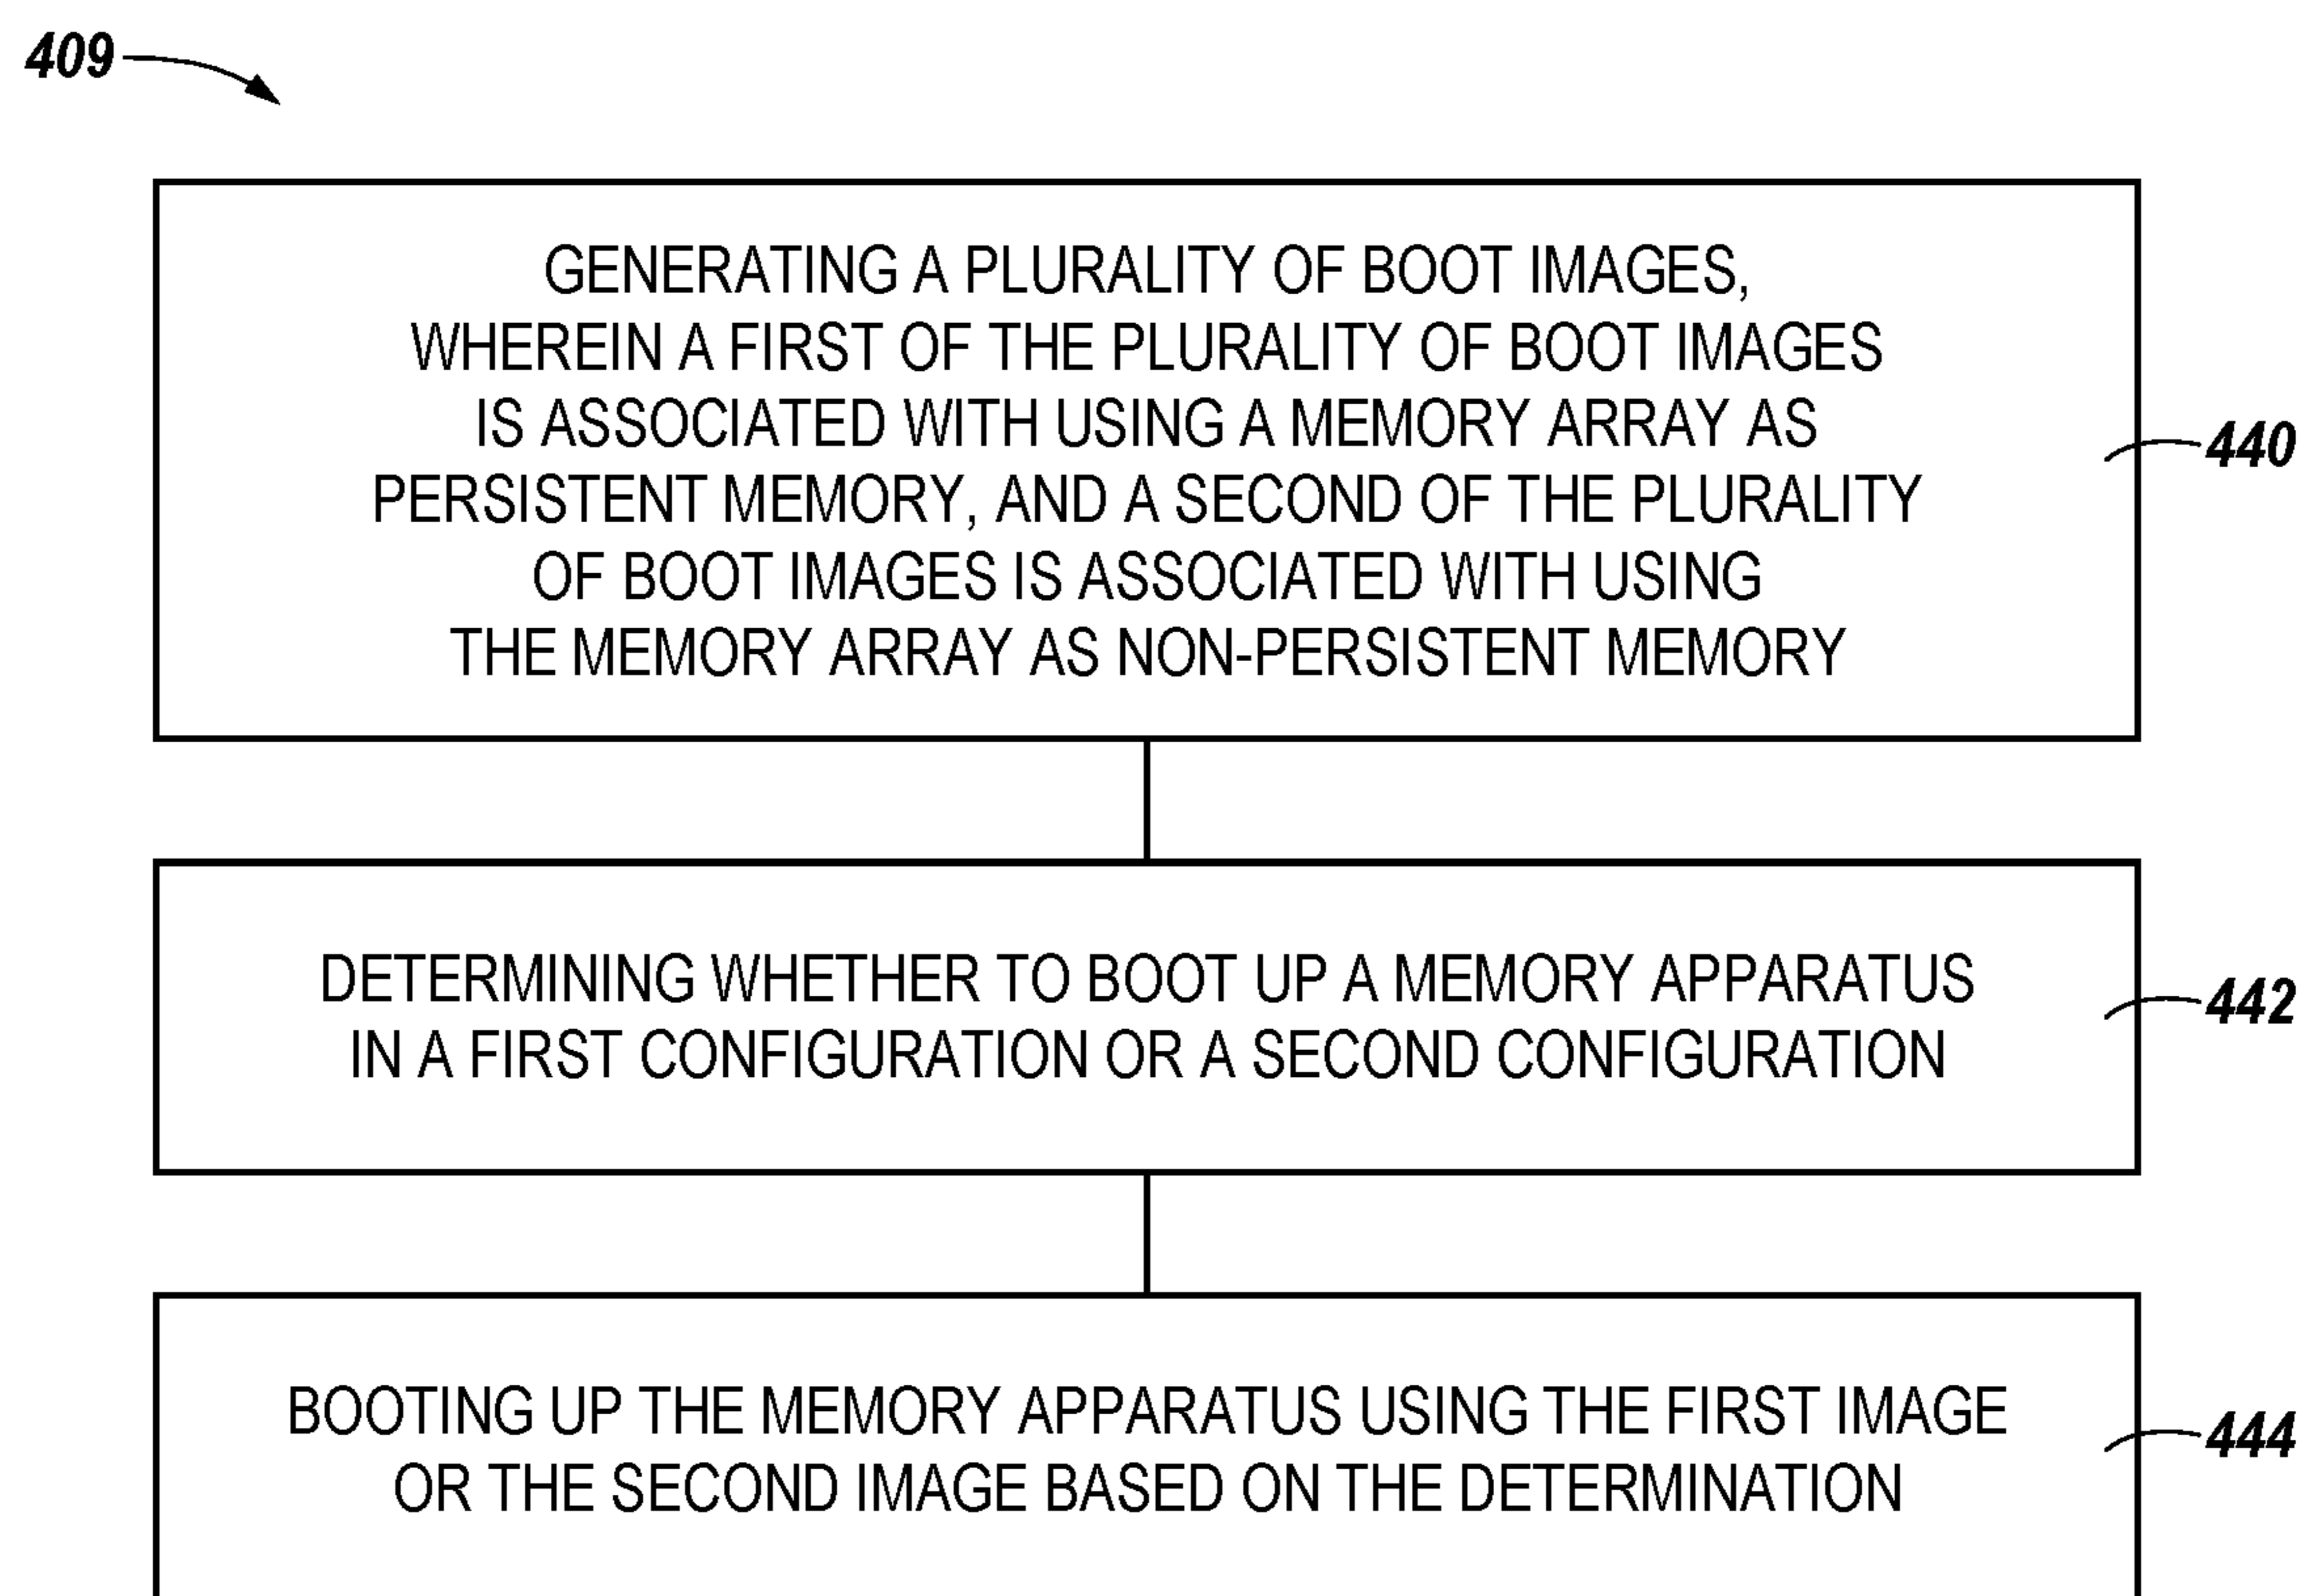 409
GENERATING A PLURALITY OF BOOT IMAGES,
WHEREIN A FIRST OF THE PLURALITY OF BOOT IMAGES
IS ASSOCIATED WITH USING A MEMORY ARRAY AS
PERSISTENT MEMORY, AND A SECOND OF THE PLURALITY
OF BOOT IMAGES IS ASSOCIATED WITH USING
THE MEMORY ARRAY AS NON-PERSISTENT MEMORY
440
DETERMINING WHETHER TO BOOT UP A MEMORY APPARATUS
IN A FIRST CONFIGURATION OR A SECOND CONFIGURATION
442
BOOTING UP THE MEMORY APPARATUS USING THE FIRST IMAGE
OR THE SECOND IMAGE BASED ON THE DETERMINATION
444